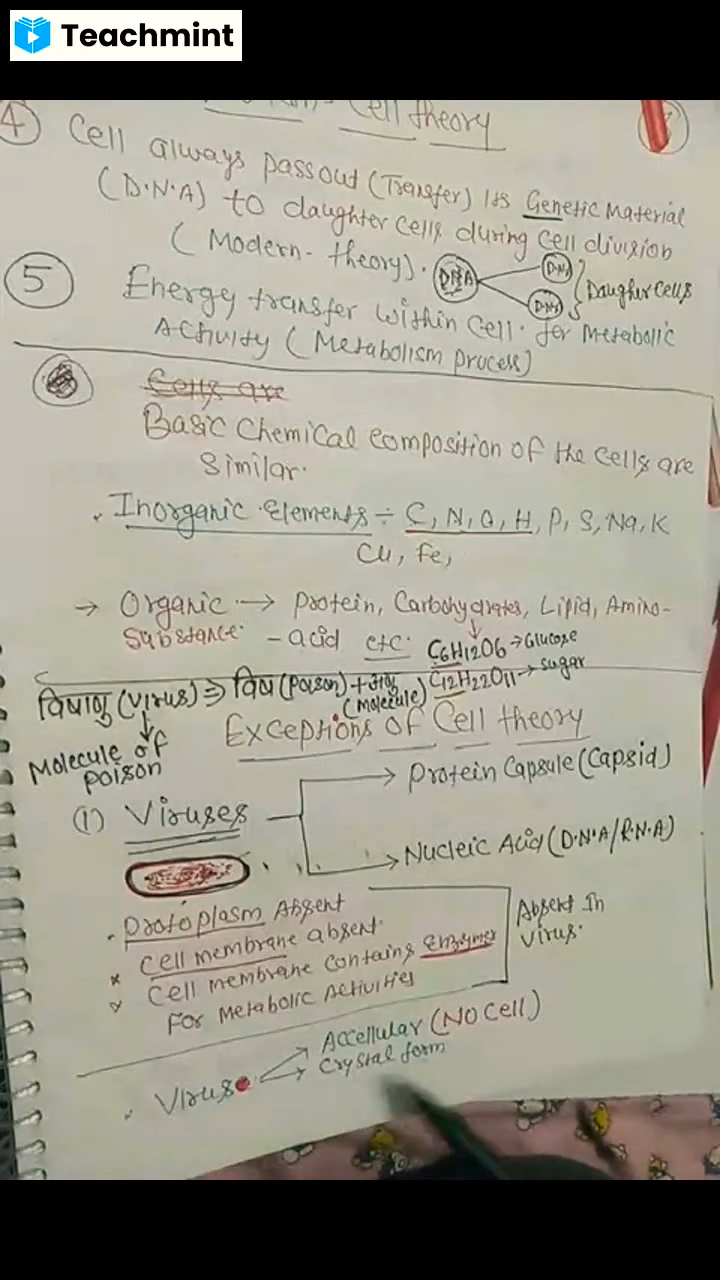 Teachmint
Cell theory
4 Cell always passout (Transfer) Its Genetic Material
(D.N.A) to daughter cells during cell division
( Modern- theory).
DNA
Daugher cells
5 Energy transfer within cell. for Metabolic
Activity ( Metabolism process)
Cells are
Basic Chemical composition of the cells are
Similar.
. Inorganic Elements ÷ C, N, O, H, P, S, Na, K
Cu, Fe,
→ Organic → Protein, Carbohydrates, Lipid, Amino-
Substance - acid etc.
C6H12O6 → Glucose
C12H22O11 → sugar
विषाणु (Virus) ⇒ विष (Poison) + अणु
(Molecule)
Molecule of
Poison
Exceptions of Cell theory
(1) Viruses
→ Protein Capsule (Capsid)
→ Nucleic Acid (D.N.A/R.N.A)
. Protoplasm Absent
x Cell membrane absent.
x Cell membrane contains Enzymes
For Metabolic Activities
Absent In
Virus.
. Virus
Accellular (No Cell)
Crystal form